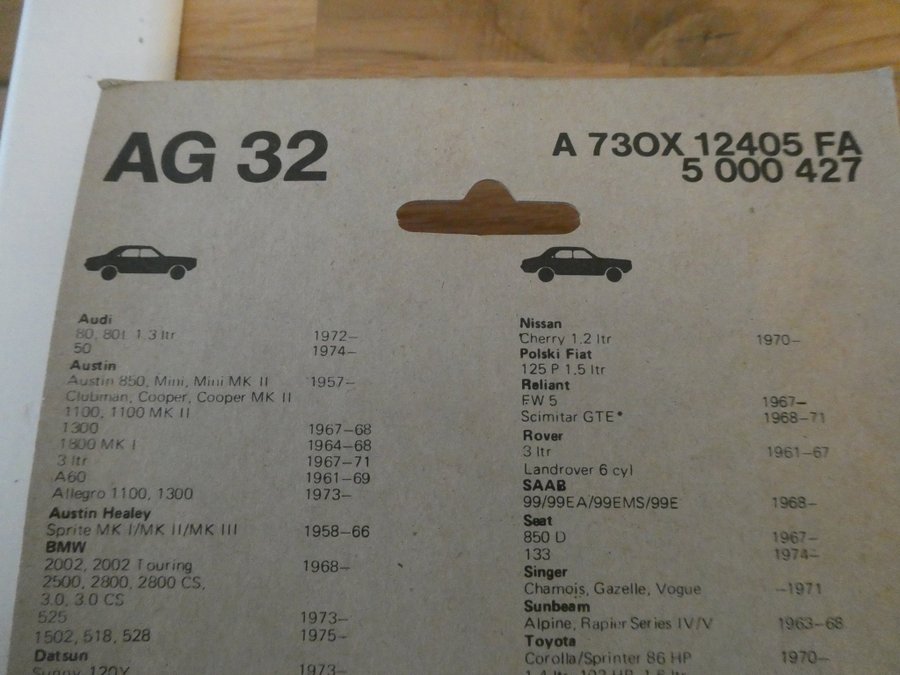 AG 32
A 730X 12405 FA
5 000 427
Audi
80, 80L 1.3 ltr 1972–
50 1974–
Austin
Austin 850, Mini, Mini MK II 1957–
Clubman, Cooper, Cooper MK II
1100, 1100 MK II
1300 1967–68
1800 MK I 1964–68
3 ltr 1967–71
A60 1961–69
Allegro 1100, 1300 1973–
Austin Healey
Sprite MK I/MK II/MK III 1958–66
BMW
2002, 2002 Touring 1968–
2500, 2800, 2800 CS,
3.0, 3.0 CS
525 1973–
1502, 518, 528 1975–
Datsun
Sunny 120Y 1973–
Nissan
Cherry 1.2 ltr 1970–
Polski Fiat
125 P 1.5 ltr
Reliant
FW 5 1967–
Scimitar GTE* 1968–71
Rover
3 ltr 1961–67
Landrover 6 cyl
SAAB
99/99EA/99EMS/99E 1968–
Seat
850 D 1967–
133 1974–
Singer
Chamois, Gazelle, Vogue –1971
Sunbeam
Alpine, Rapier Series IV/V 1963–68
Toyota
Corolla/Sprinter 86 HP 1970–